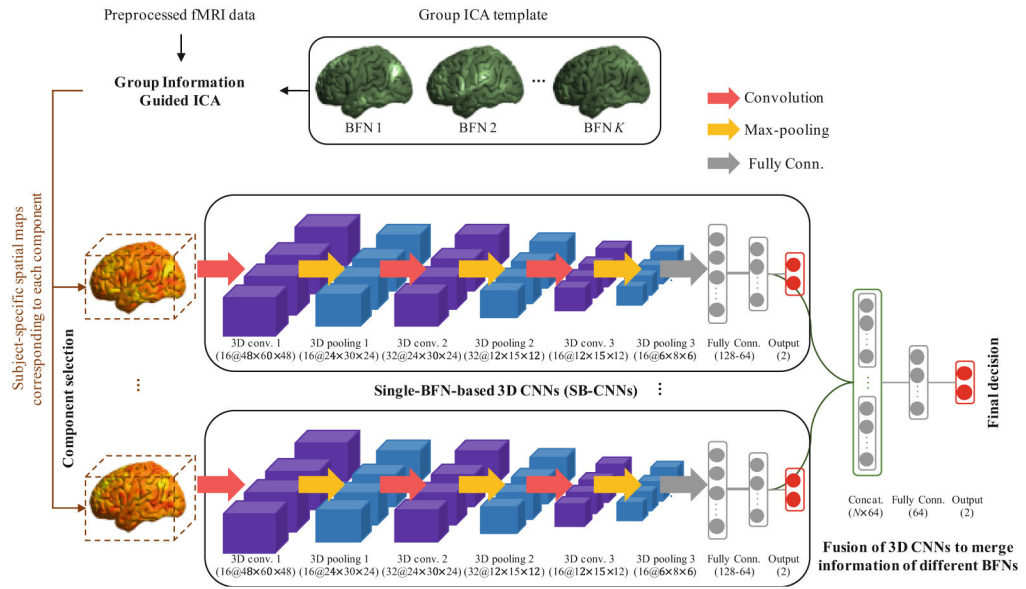 Preprocessed fMRI data
Group ICA template
Group Information
Guided ICA
BFN 1
BFN 2
...
BFN K
Convolution
Max-pooling
Fully Conn.
Subject-specific spatial maps
corresponding to each component
Component selection
3D conv. 1
(16@48×60×48)
3D pooling 1
(16@24×30×24)
3D conv. 2
(32@24×30×24)
3D pooling 2
(32@12×15×12)
3D conv. 3
(16@12×15×12)
3D pooling 3
(16@6×8×6)
Fully Conn.
(128-64)
Output
(2)
Single-BFN-based 3D CNNs (SB-CNNs)
3D conv. 1
(16@48×60×48)
3D pooling 1
(16@24×30×24)
3D conv. 2
(32@24×30×24)
3D pooling 2
(32@12×15×12)
3D conv. 3
(16@12×15×12)
3D pooling 3
(16@6×8×6)
Fully Conn.
(128-64)
Output
(2)
Concat.
(N×64)
Fully Conn.
(64)
Output
(2)
Final decision
Fusion of 3D CNNs to merge
information of different BFNs